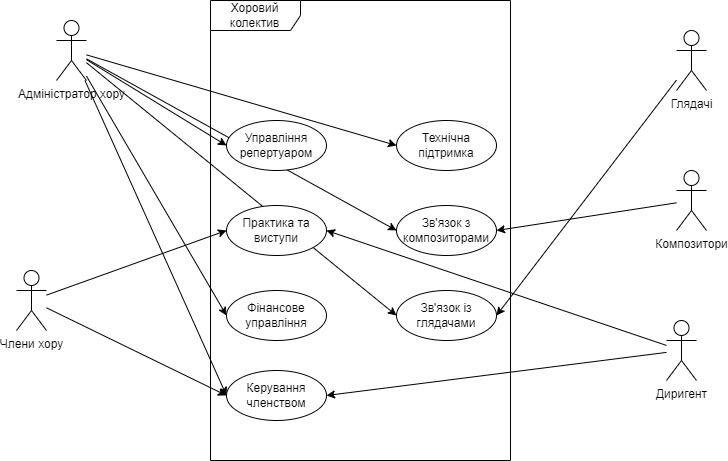 Хоровий
колектив
Адміністратор хору
Глядачі
Управління
репертуаром
Технічна
підтримка
Практика та
виступи
Зв'язок з
композиторами
Композитори
Фінансове
управління
Зв'язок із
глядачами
Члени хору
Керування
членством
Диригент